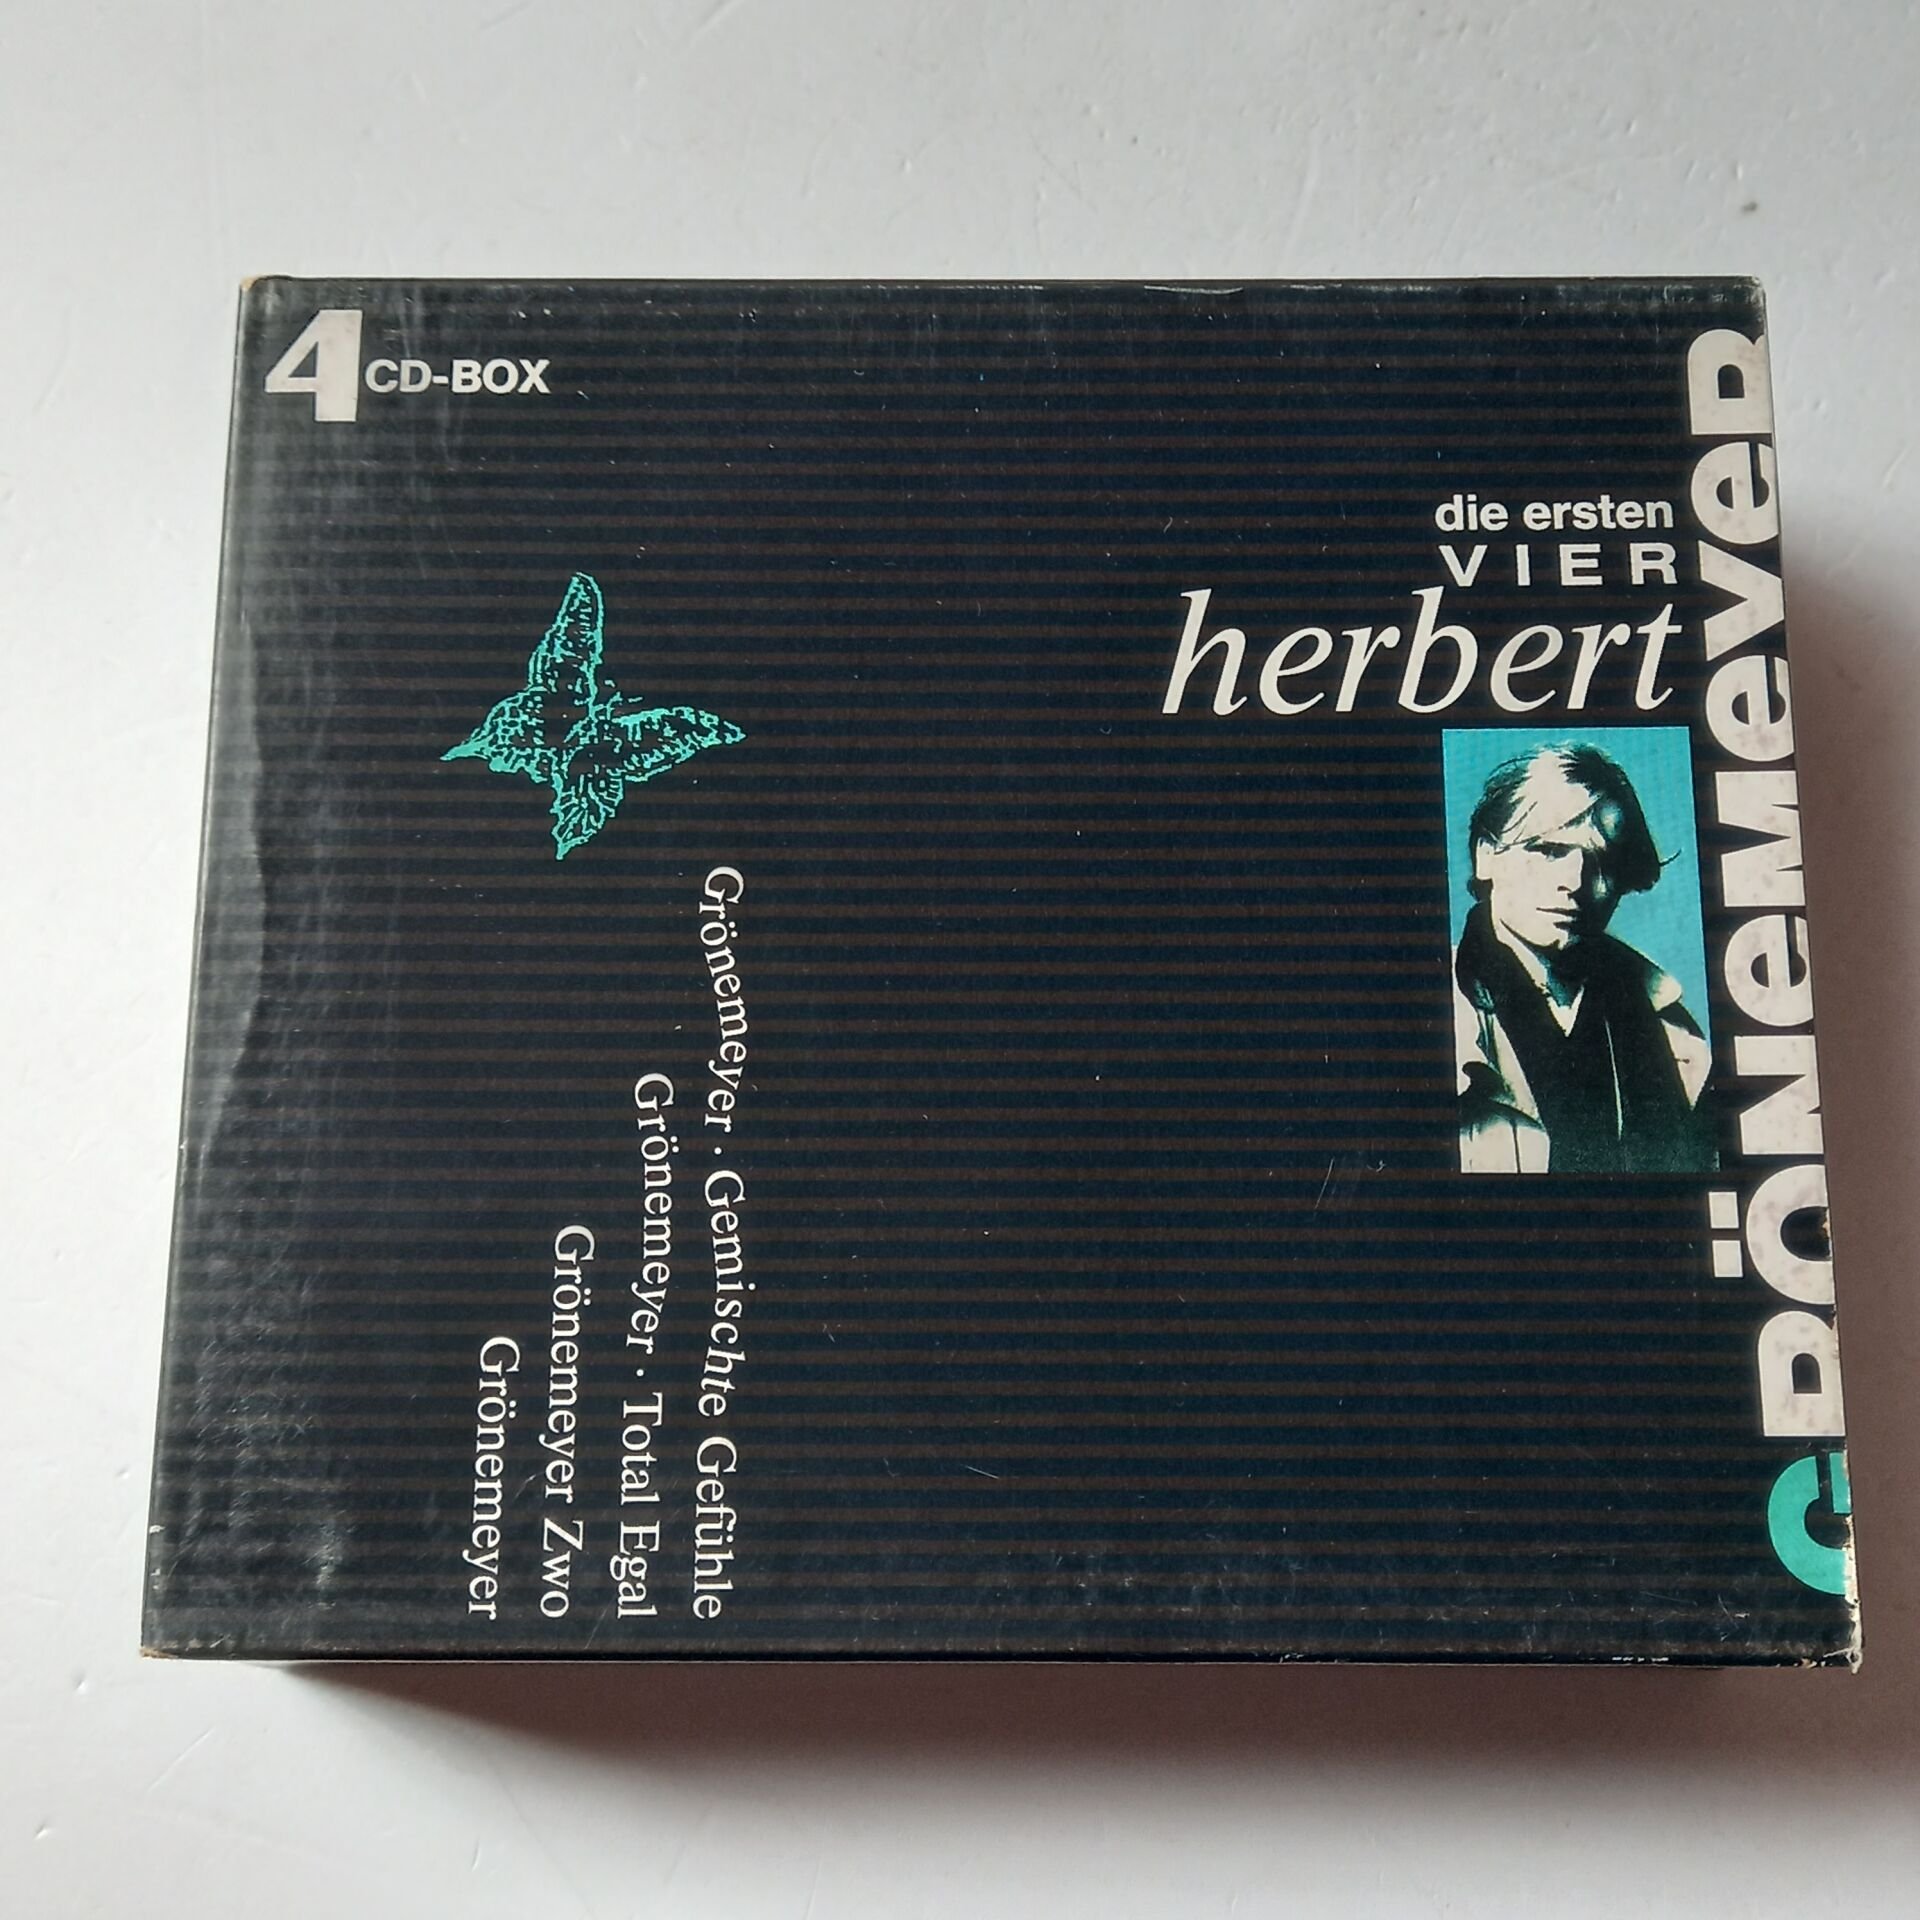 4 CD-BOX
die ersten
VIER
herbert
GRÖNeMeyeR
Grönemeyer · Gemischte Gefühle
Grönemeyer · Total Egal
Grönemeyer Zwo
Grönemeyer